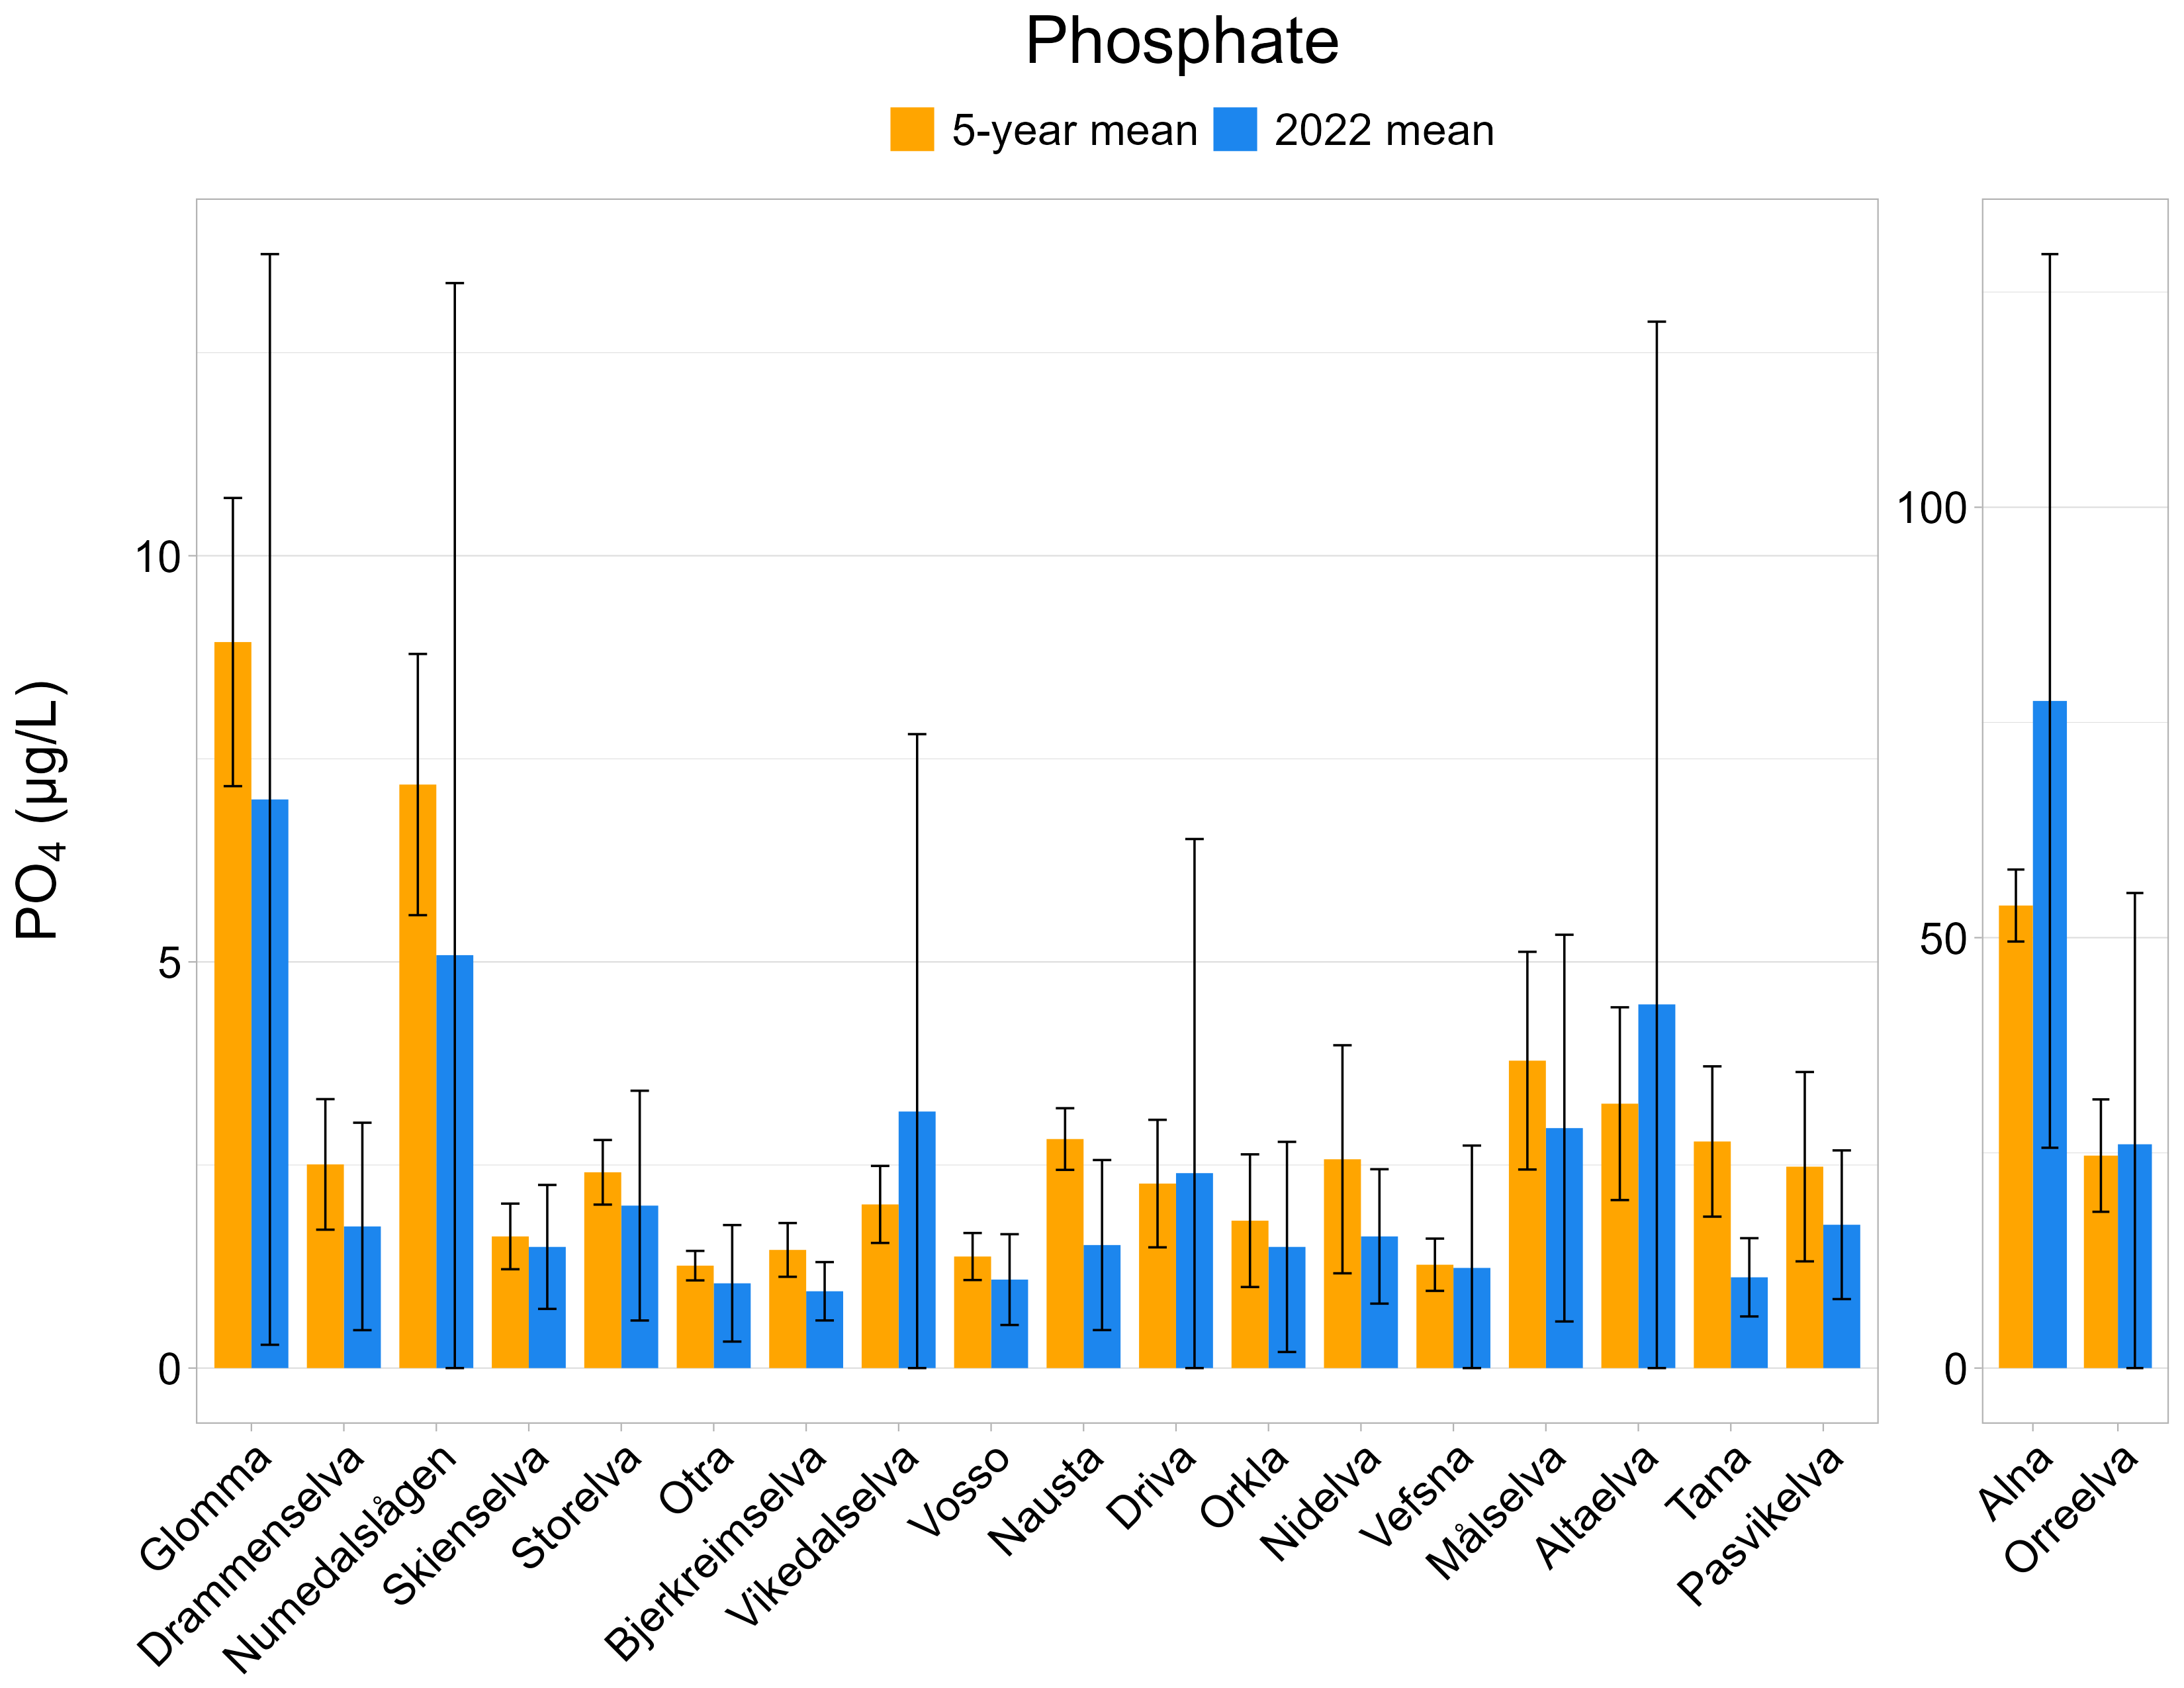 Phosphate
5-year mean 2022 mean
PO₄ (µg/L)
10
5
0
100
50
0
Glomma
Drammenselva
Numedalslågen
Skienselva
Storelva
Otra
Bjerkreimselva
Vikedalselva
Vosso
Nausta
Driva
Orkla
Nidelva
Vefsna
Målselva
Altaelva
Tana
Pasvikelva
Alna
Orreelva